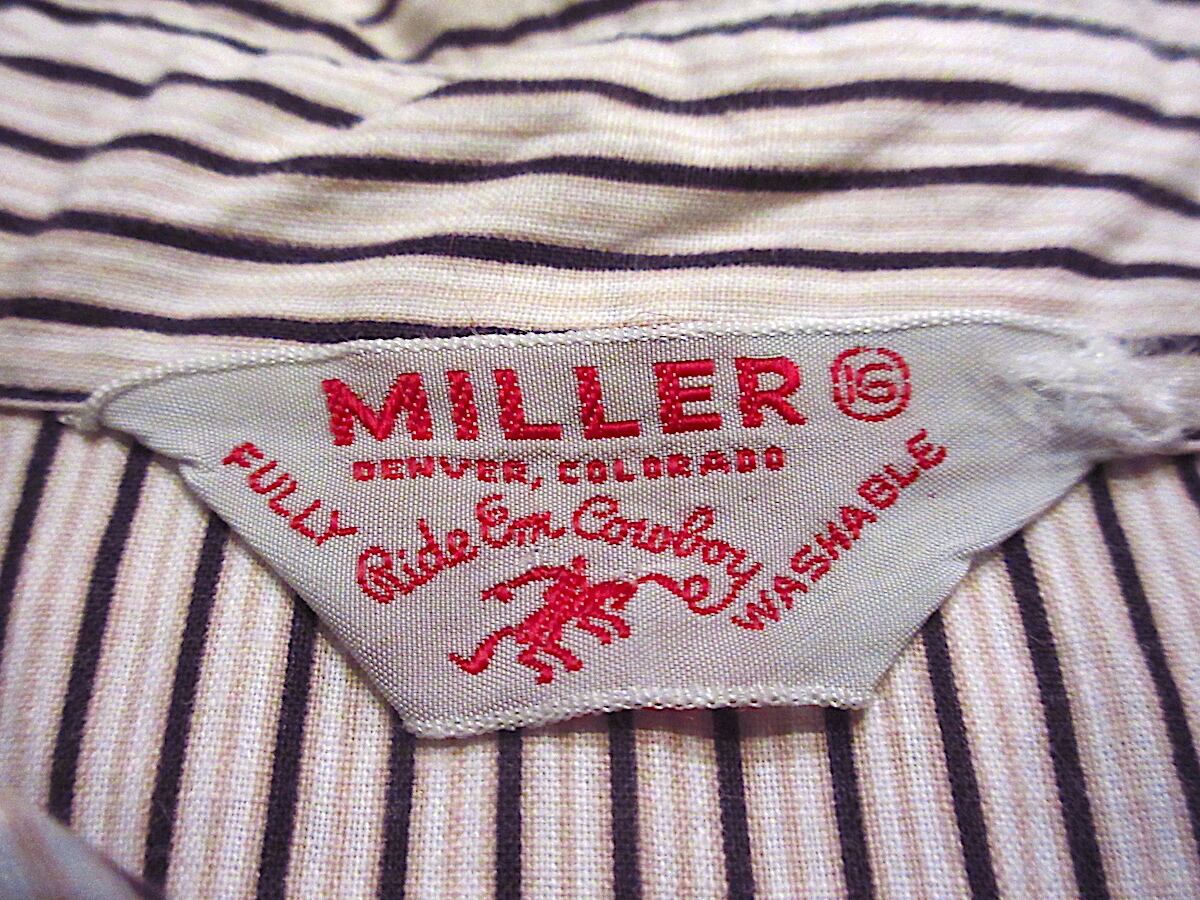 MILLER 16
DENVER, COLORADO
FULLY
Ride Em Cowboy
WASHABLE